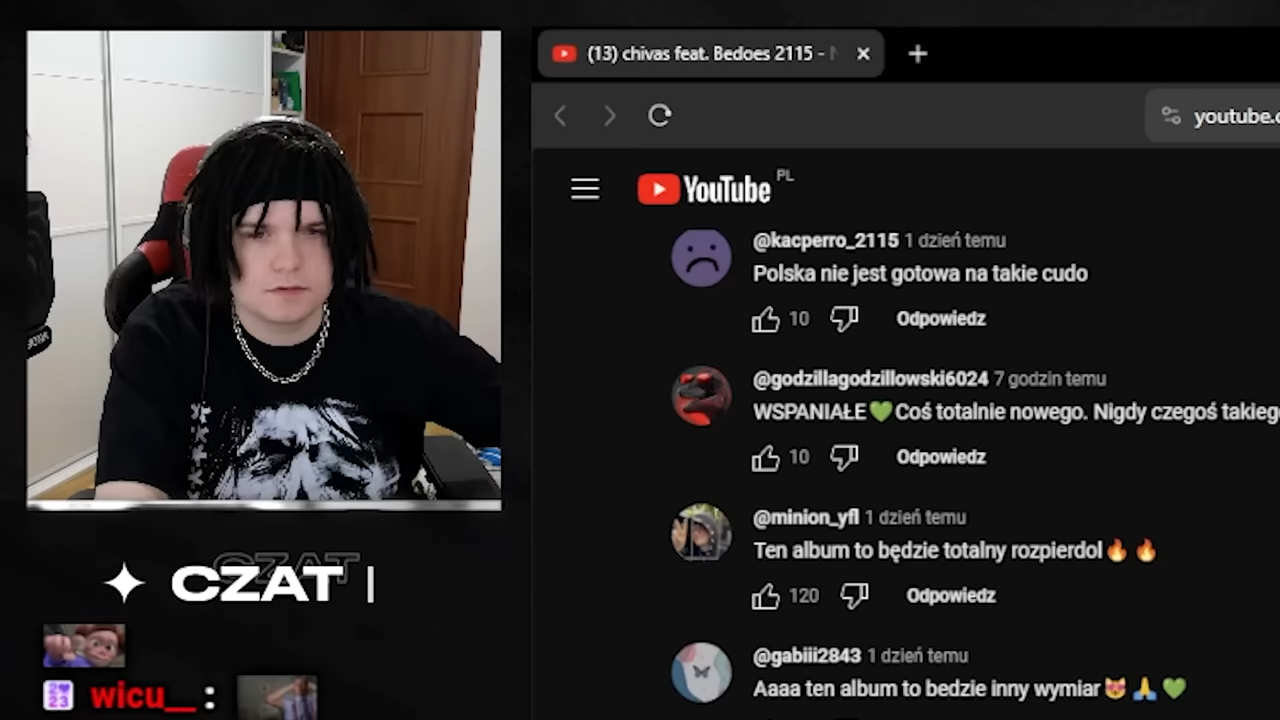 (13) chivas feat. Bedoes 2115 -
youtube.c
YouTube PL
@kacperro_2115 1 dzień temu
Polska nie jest gotowa na takie cudo
10 Odpowiedz
@godzillagodzillowski6024 7 godzin temu
WSPANIAŁE💚Coś totalnie nowego. Nigdy czegoś takieg
10 Odpowiedz
@minion_yfl 1 dzień temu
Ten album to będzie totalny rozpierdol🔥🔥
120 Odpowiedz
@gabiii2843 1 dzień temu
Aaaa ten album to bedzie inny wymiar😻🙏💚
CZAT
CZAT |
wicu__: